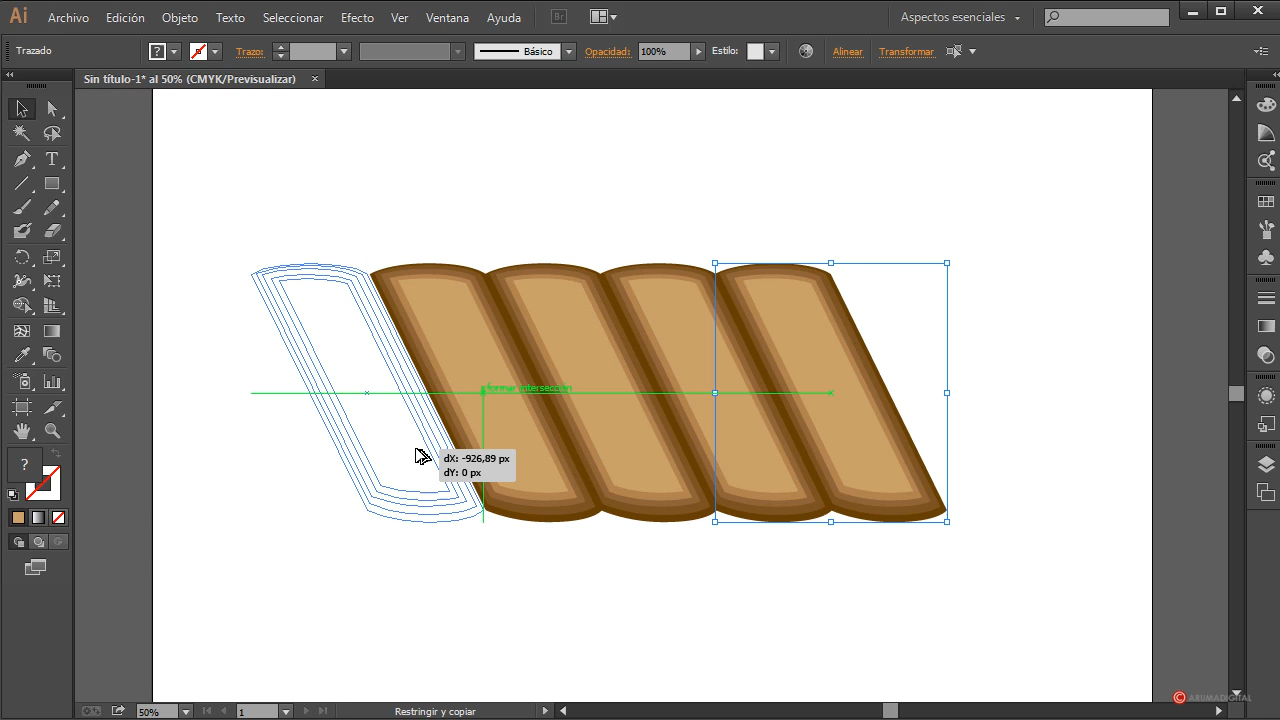 Ai Archivo Edición Objeto Texto Seleccionar Efecto Ver Ventana Ayuda Br Aspectos esenciales
Trazado ? Trazo: Básico Opacidad: 100% Estilo: Alinear Transformar
Sin título-1* al 50% (CMYK/Previsualizar) ×
T
formar intersección
dX: -926,89 px
dY: 0 px
?
© ARUMADIGITAL
50% 1 Restringir y copiar